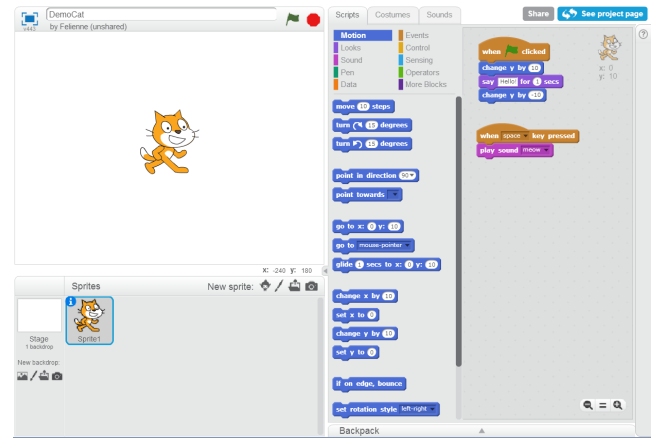 DemoCat
by Felienne (unshared)
v443
X: -240 y: 180
Sprites
New sprite:
Stage
1 backdrop
Sprite1
New backdrop:
Scripts
Costumes
Sounds
Share
See project page
Motion
Looks
Sound
Pen
Data
Events
Control
Sensing
Operators
More Blocks
move 10 steps
turn 15 degrees
turn 15 degrees
point in direction 90
point towards
go to x: 0 y: 10
go to mouse-pointer
glide 1 secs to x: 0 y: 10
change x by 10
set x to 0
change y by 10
set y to 0
if on edge, bounce
set rotation style left-right
when clicked
change y by 10
say Hello! for 1 secs
change y by -10
when space key pressed
play sound meow
x: 0
y: 10
Backpack
?